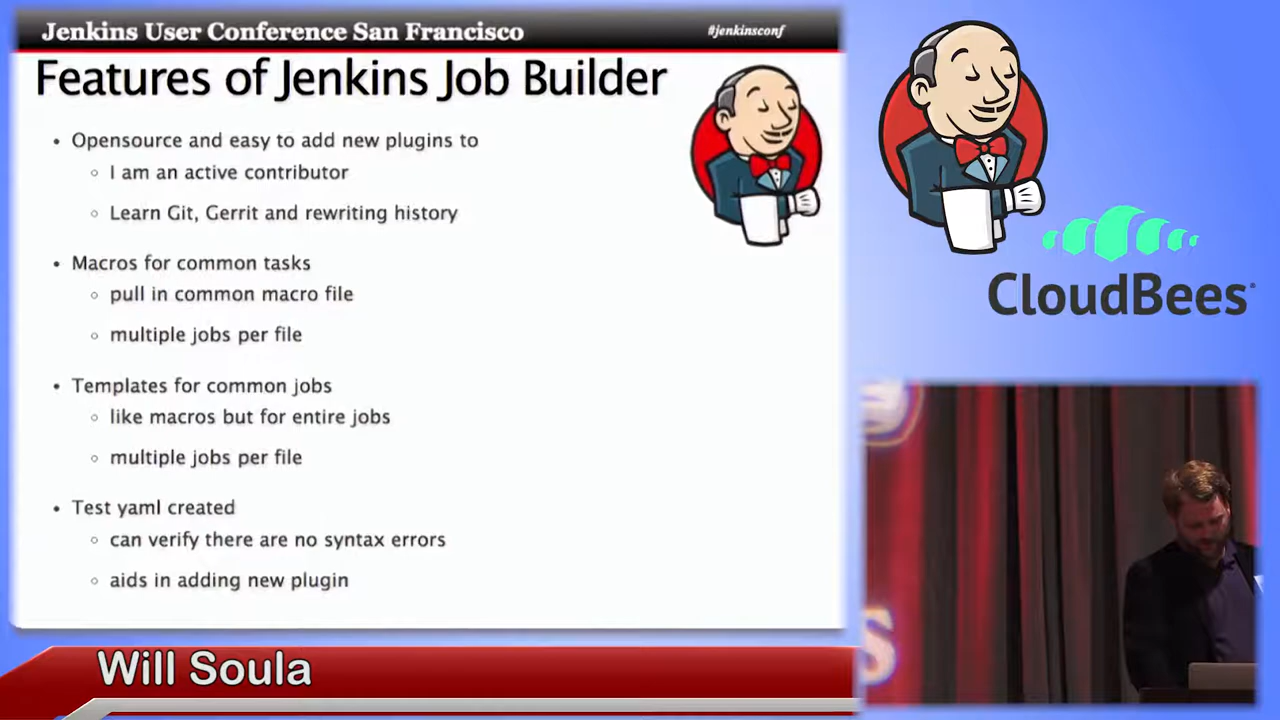 Jenkins User Conference San Francisco
#jenkinsconf
Features of Jenkins Job Builder
• Opensource and easy to add new plugins to
◦ I am an active contributor
◦ Learn Git, Gerrit and rewriting history
• Macros for common tasks
◦ pull in common macro file
◦ multiple jobs per file
• Templates for common jobs
◦ like macros but for entire jobs
◦ multiple jobs per file
• Test yaml created
◦ can verify there are no syntax errors
◦ aids in adding new plugin
CloudBees
Will Soula